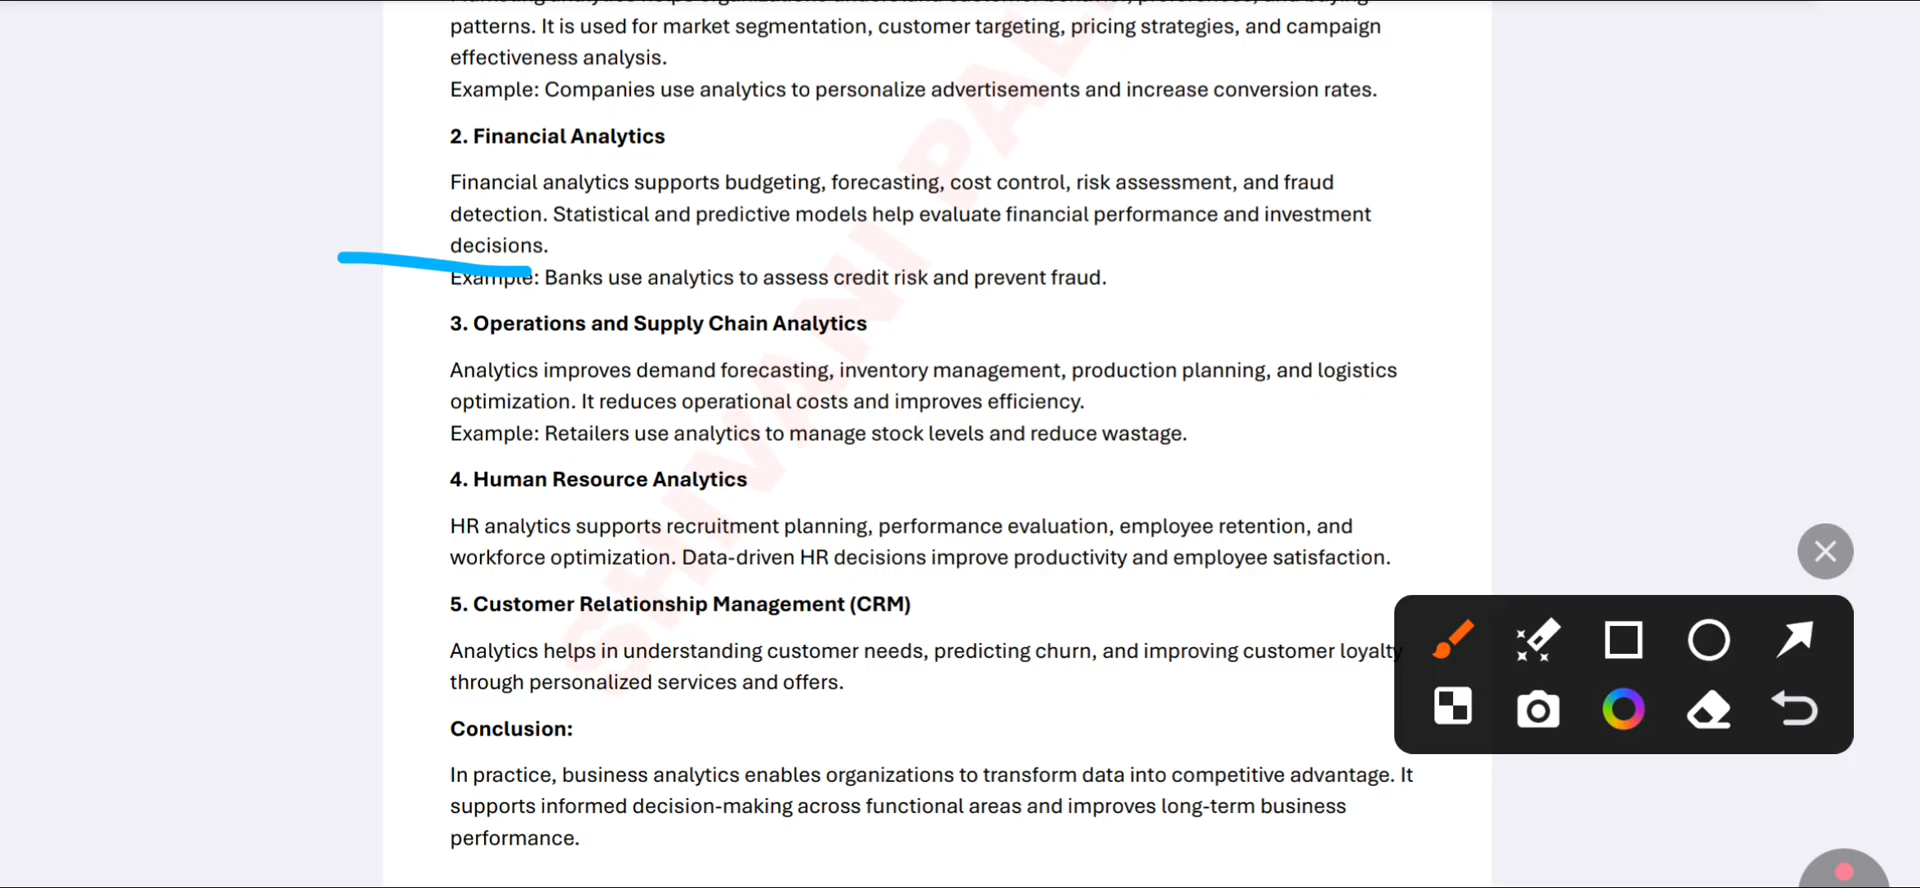 patterns. It is used for market segmentation, customer targeting, pricing strategies, and campaign
effectiveness analysis.
Example: Companies use analytics to personalize advertisements and increase conversion rates.
2. Financial Analytics
Financial analytics supports budgeting, forecasting, cost control, risk assessment, and fraud
detection. Statistical and predictive models help evaluate financial performance and investment
decisions.
Example: Banks use analytics to assess credit risk and prevent fraud.
3. Operations and Supply Chain Analytics
Analytics improves demand forecasting, inventory management, production planning, and logistics
optimization. It reduces operational costs and improves efficiency.
Example: Retailers use analytics to manage stock levels and reduce wastage.
4. Human Resource Analytics
HR analytics supports recruitment planning, performance evaluation, employee retention, and
workforce optimization. Data-driven HR decisions improve productivity and employee satisfaction.
5. Customer Relationship Management (CRM)
Analytics helps in understanding customer needs, predicting churn, and improving customer loyalty
through personalized services and offers.
Conclusion:
In practice, business analytics enables organizations to transform data into competitive advantage. It
supports informed decision-making across functional areas and improves long-term business
performance.
SHIVANI